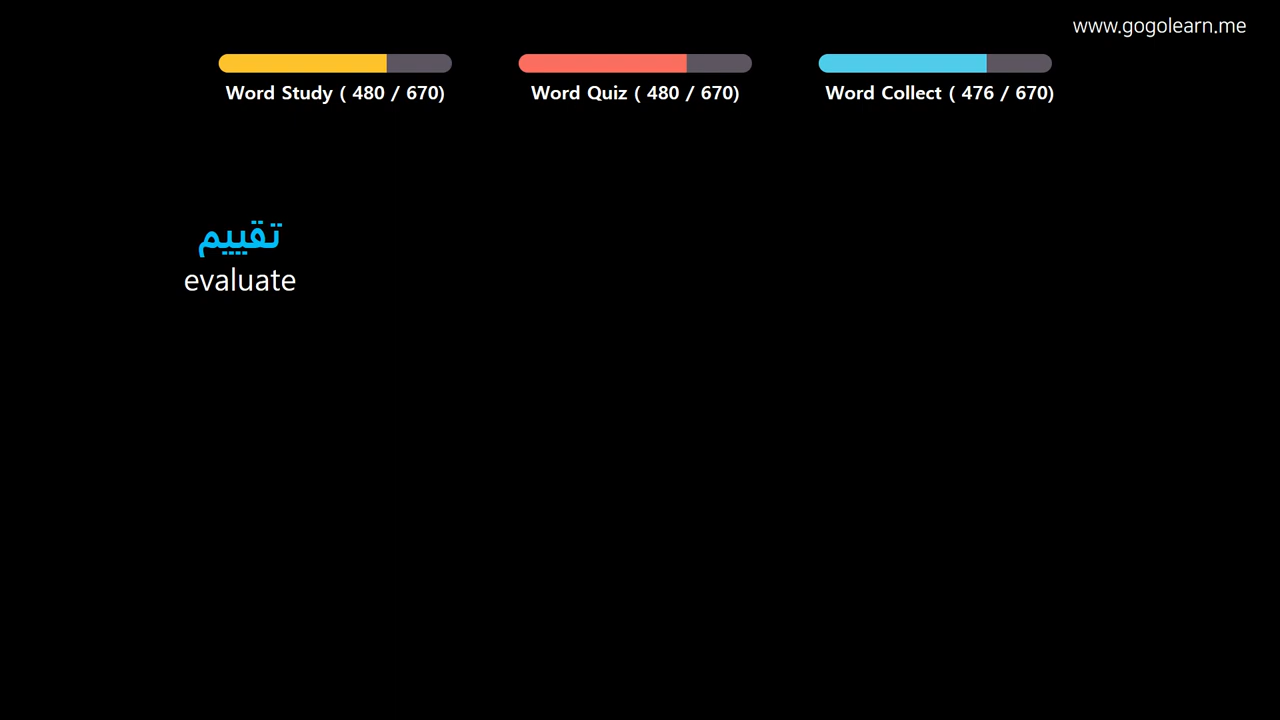 www.gogolearn.me
Word Study ( 480 / 670)
Word Quiz ( 480 / 670)
Word Collect ( 476 / 670)
تقييم
evaluate